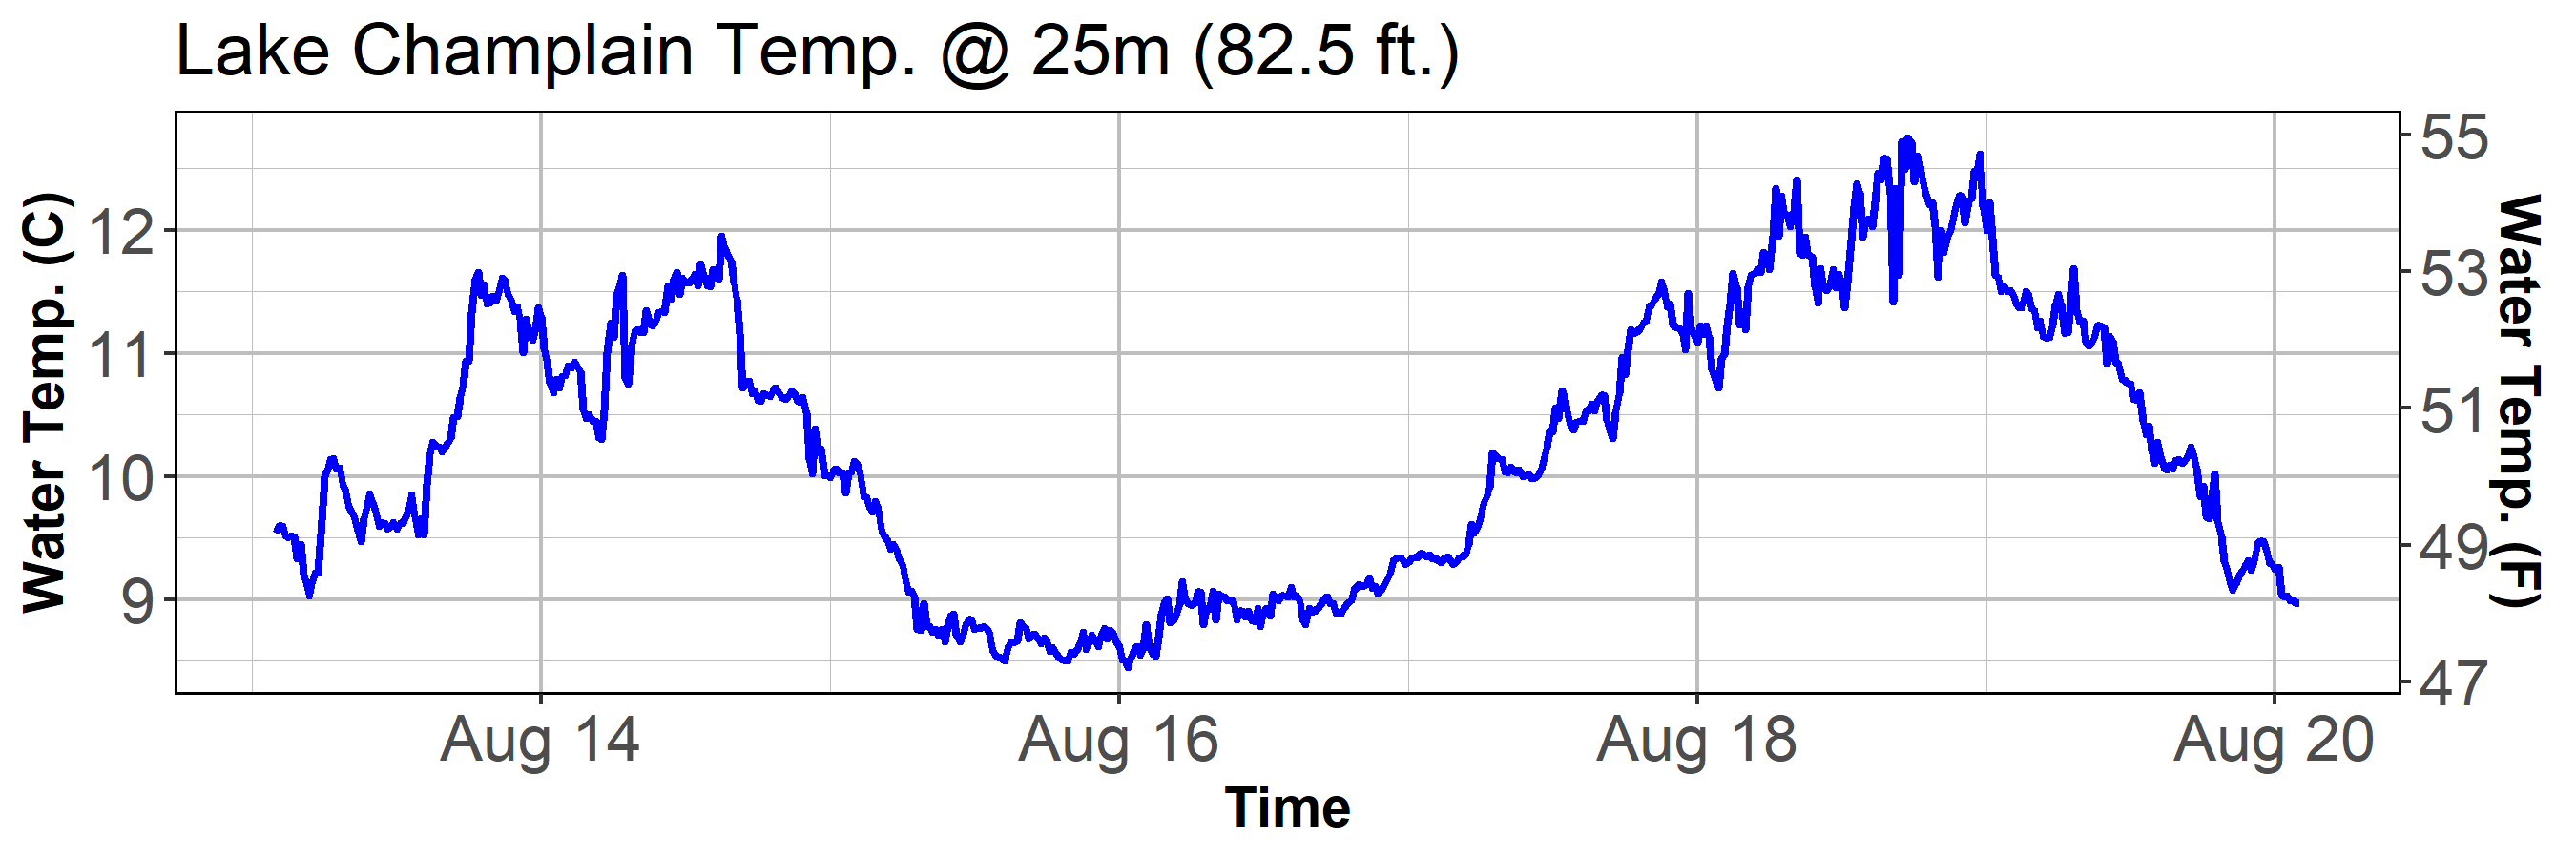 Lake Champlain Temp. @ 25m (82.5 ft.)
Water Temp. (C)
12
11
10
9
55
53
51
49
47
Water Temp. (F)
Aug 14
Aug 16
Aug 18
Aug 20
Time